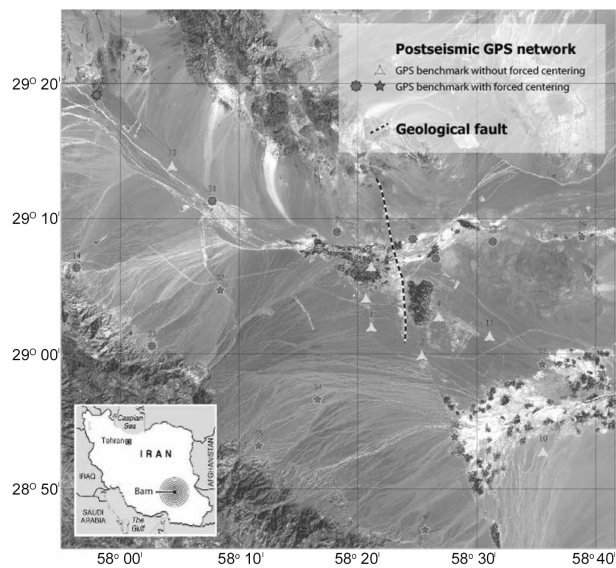 Postseismic GPS network
GPS benchmark without forced centering
GPS benchmark with forced centering
Geological fault
29° 20'
29° 10'
29° 00'
28° 50'
13
31
14
34
11
10
Caspian
Sea
Tehran
IRAN
AFGHANISTAN
IRAQ
Bam
SAUDI
ARABIA
The
Gulf
58° 00'
58° 10'
58° 20'
58° 30'
58° 40'